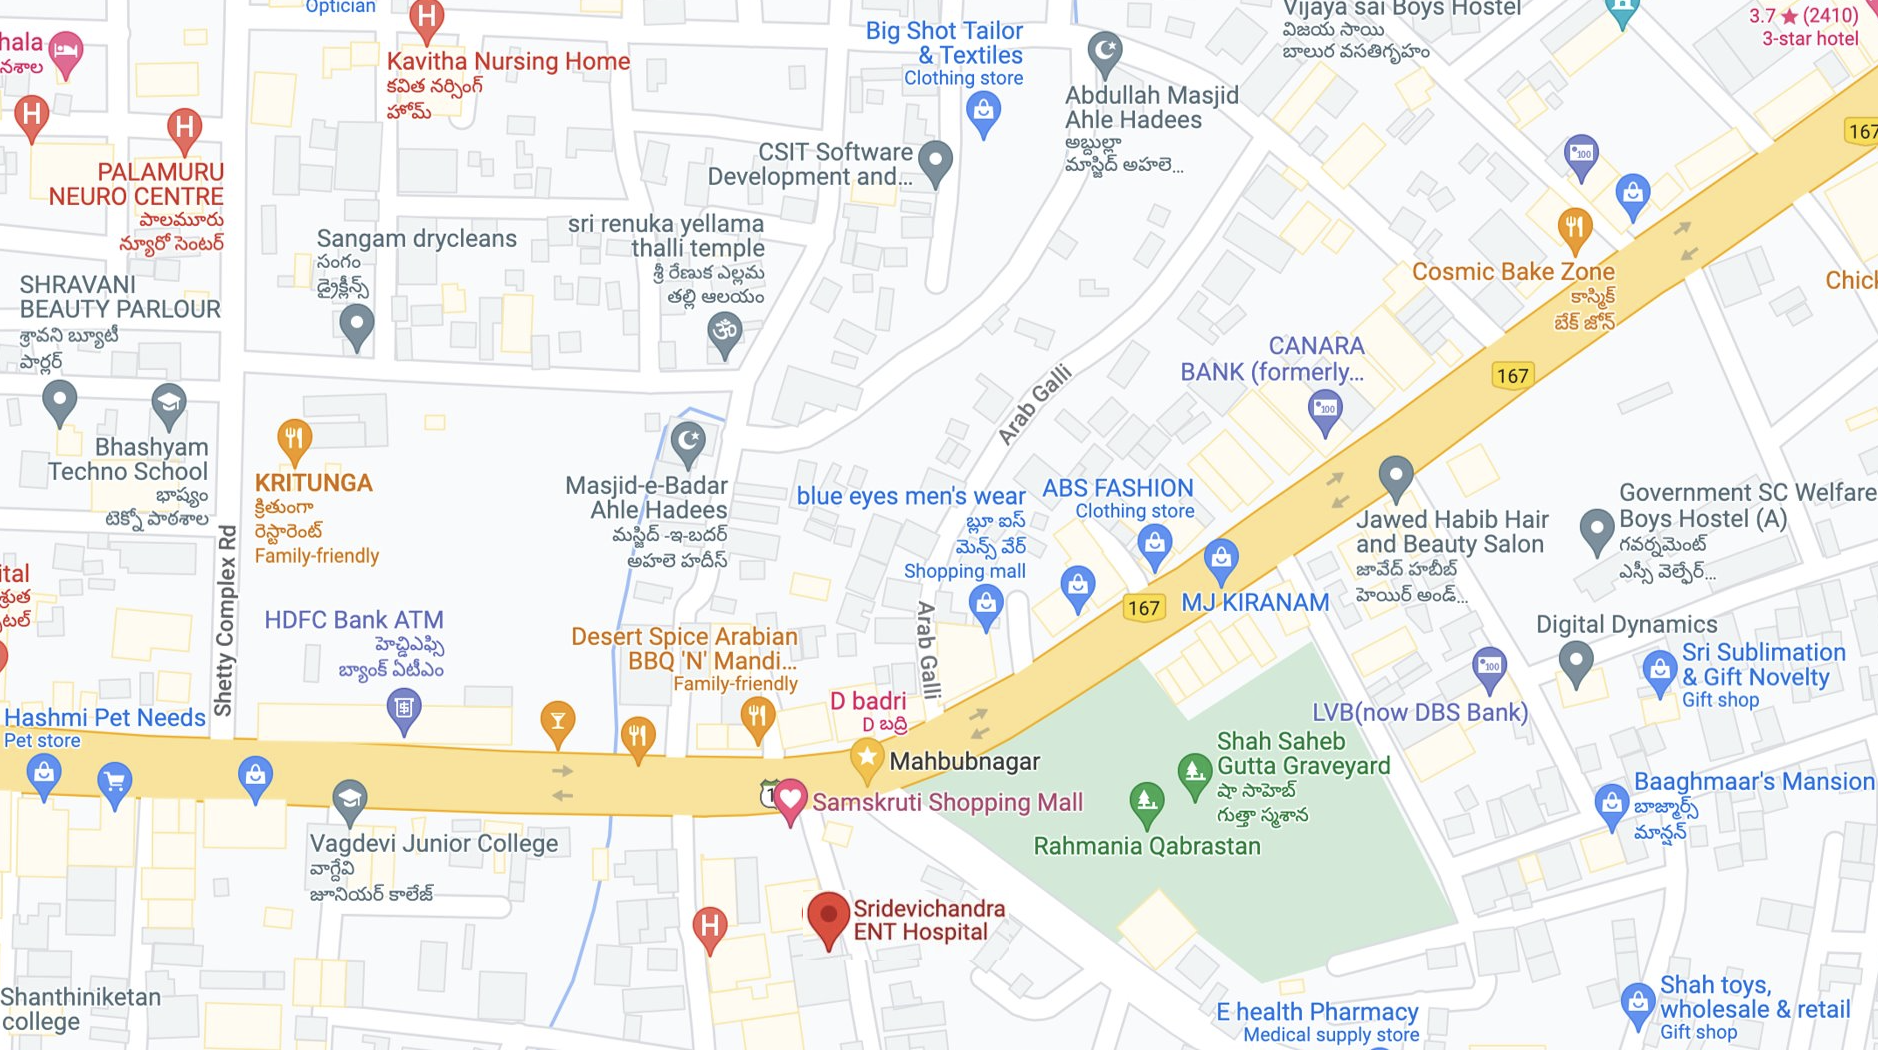 Optician
Kavitha Nursing Home
కవిత నర్సింగ్
హోమ్
hala
నశాల
PALAMURU
NEURO CENTRE
పాలమూరు
న్యూరో సెంటర్
Big Shot Tailor
& Textiles
Clothing store
Abdullah Masjid
Ahle Hadees
అబ్దుల్లా
మాస్జిద్ అహలె...
Vijaya sai Boys Hostel
విజయ సాయి
బాలుర వసతిగృహం
3.7 ★ (2410)
3-star hotel
167
CSIT Software
Development and...
sri renuka yellama
thalli temple
శ్రీ రేణుక ఎల్లమ
తల్లి ఆలయం
Sangam drycleans
సంగం
డ్రైక్లీన్స్
SHRAVANI
BEAUTY PARLOUR
శ్రావని బ్యూటీ
పార్లర్
Cosmic Bake Zone
కాస్మిక్
బేక్ జోన్
Chick
CANARA
BANK (formerly...
167
Arab Galli
Bhashyam
Techno School
భాష్యం
టెక్నో పాఠశాల
KRITUNGA
క్రితుంగా
రెస్టారెంట్
Family-friendly
Masjid-e-Badar
Ahle Hadees
మస్జిద్ -ఇ-బదర్
అహలె హదీస్
blue eyes men's wear
బ్లూ ఐస్
మెన్స్ వేర్
Shopping mall
ABS FASHION
Clothing store
Jawed Habib Hair
and Beauty Salon
జావేద్ హబీబ్
హెయిర్ అండ్...
Government SC Welfare
Boys Hostel (A)
గవర్నమెంట్
ఎస్సీ వెల్ఫేర్...
167
MJ KIRANAM
Shetty Complex Rd
ital
శ్రుత
టల్
HDFC Bank ATM
హెచ్డిఎఫ్సి
బ్యాంక్ ఏటీఎం
Desert Spice Arabian
BBQ 'N' Mandi...
Family-friendly
Arab Galli
Digital Dynamics
Sri Sublimation
& Gift Novelty
Gift shop
LVB(now DBS Bank)
D badri
D బద్రి
Hashmi Pet Needs
Pet store
Mahbubnagar
Samskruti Shopping Mall
Shah Saheb
Gutta Graveyard
షా సాహెబ్
గుత్తా స్మశాన
Rahmania Qabrastan
Baaghmaar's Mansion
బాజ్మార్స్
మాన్షన్
Vagdevi Junior College
వాగ్దేవి
జూనియర్ కాలేజ్
Sridevichandra
ENT Hospital
Shanthiniketan
college
E health Pharmacy
Medical supply store
Shah toys,
wholesale & retail
Gift shop